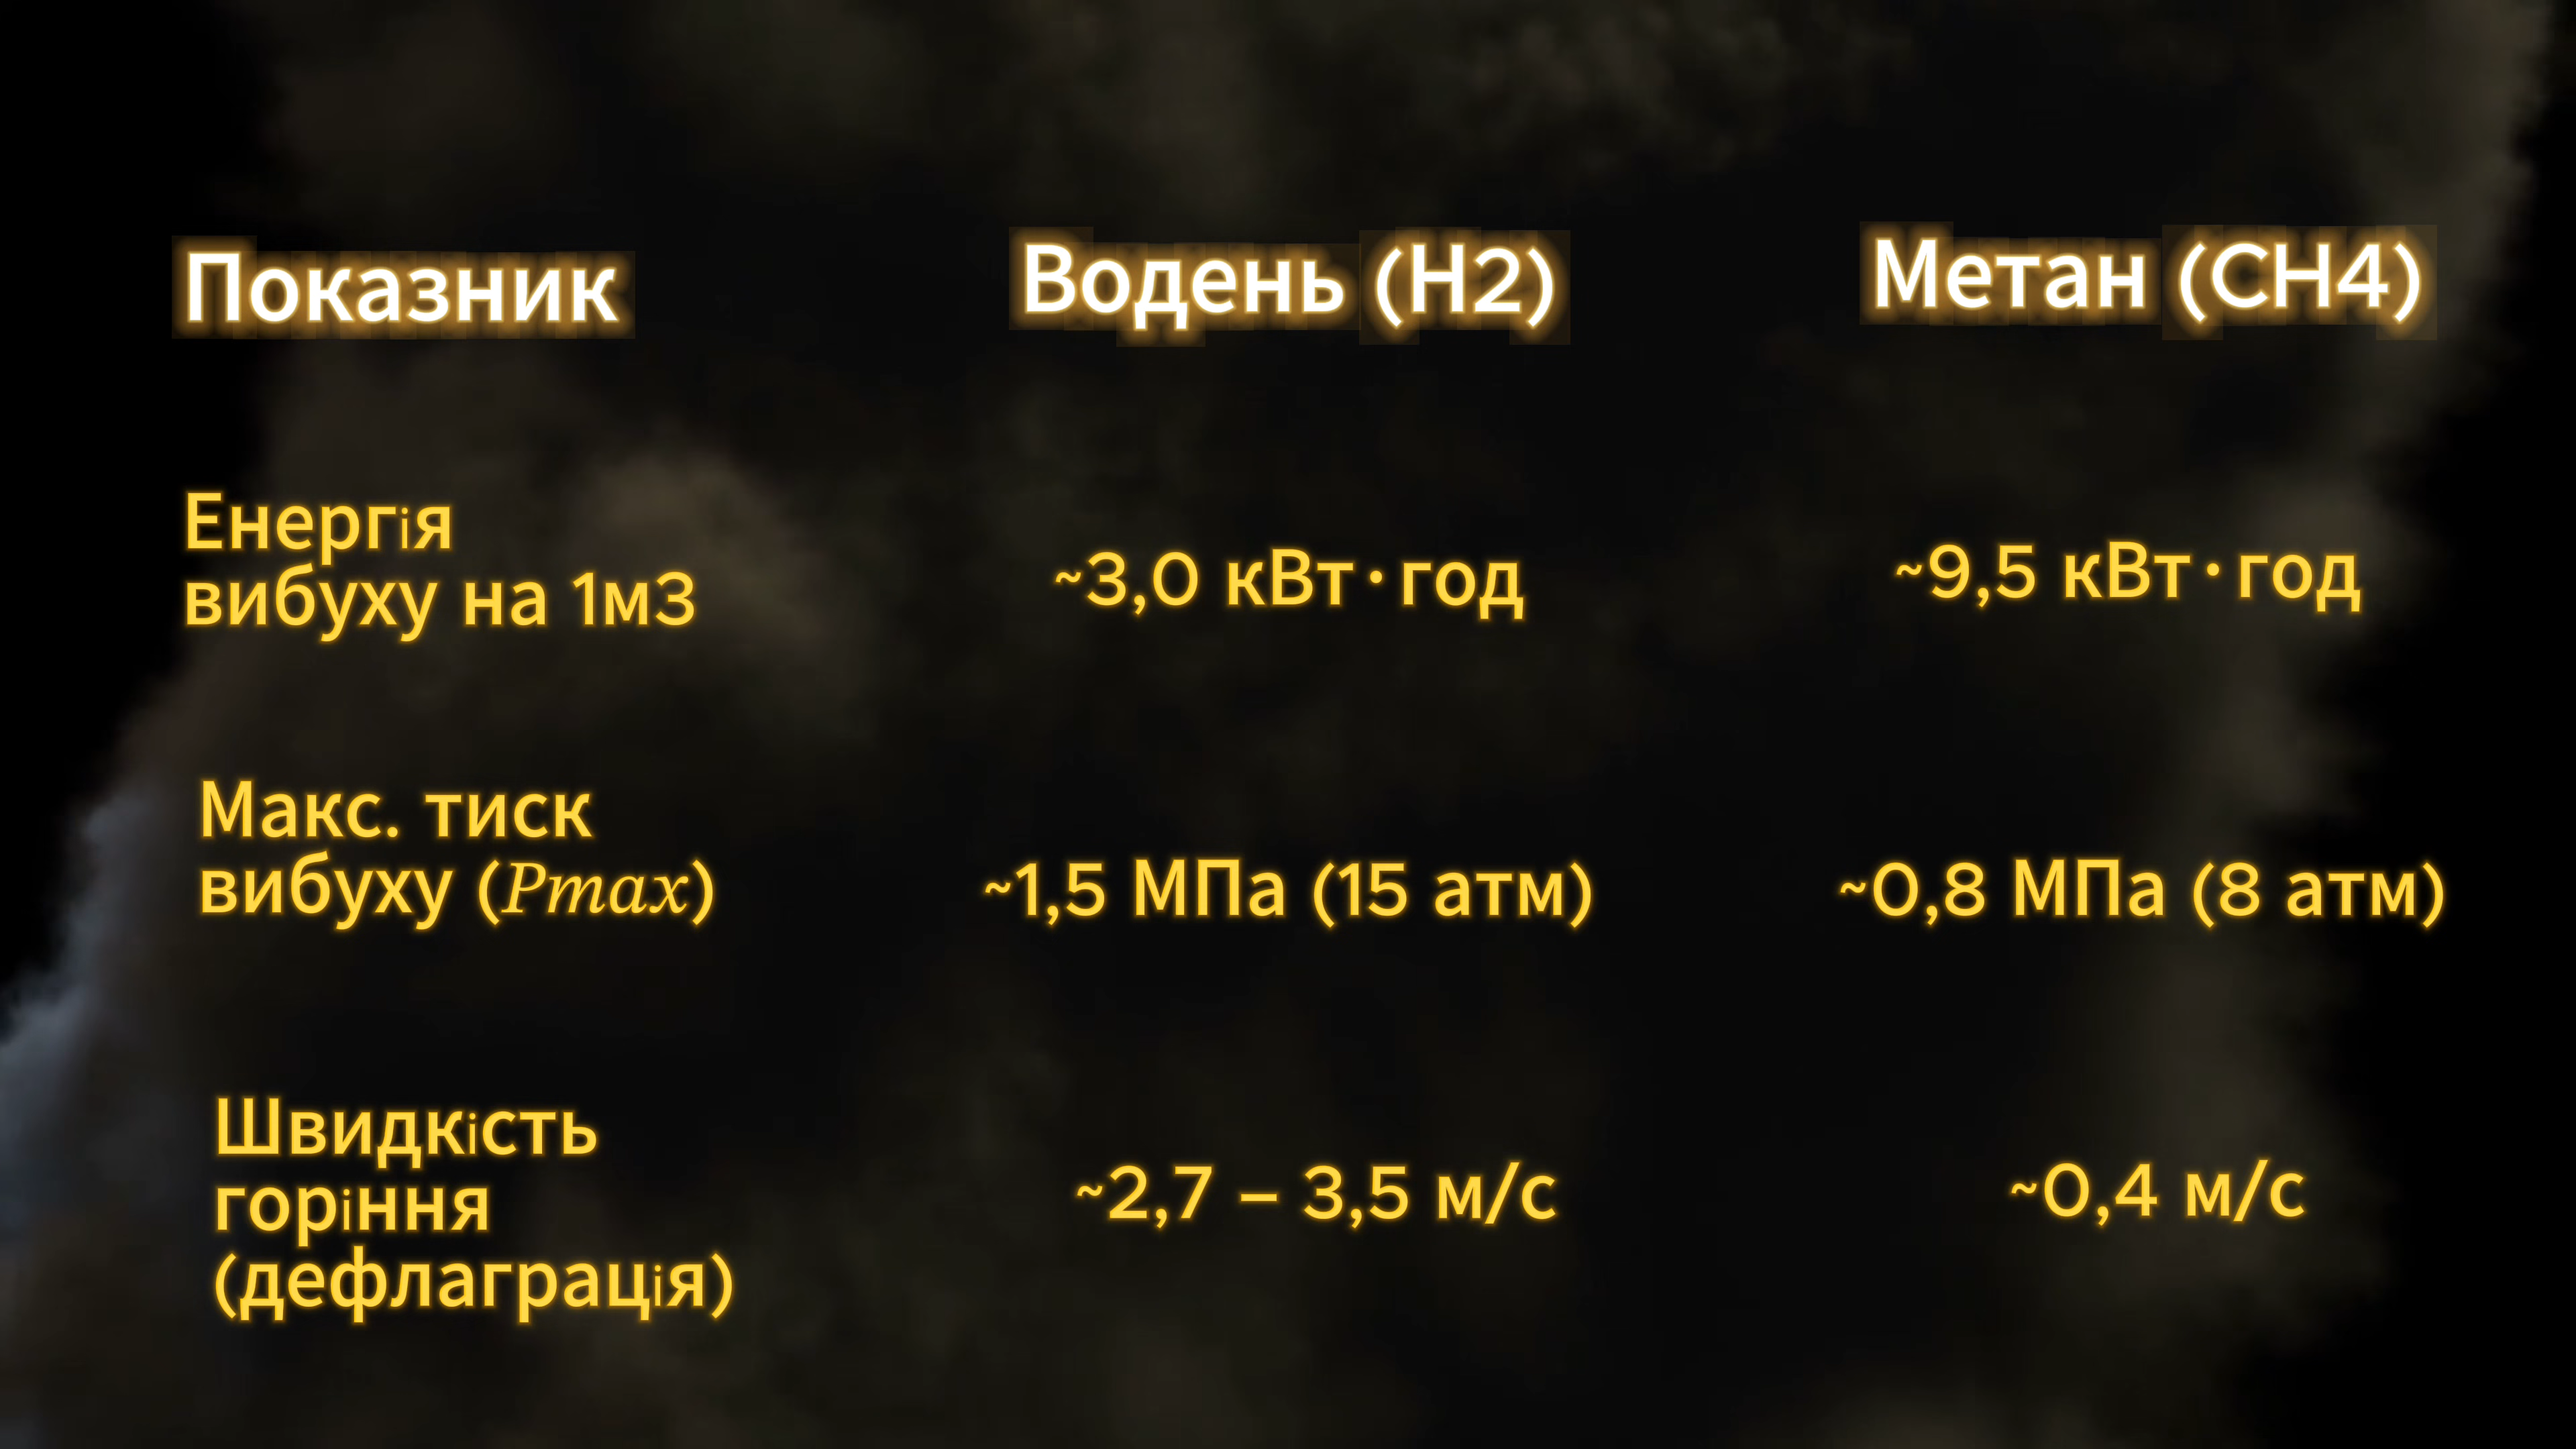 Показник Водень (H2) Метан (CH4)
Енергія
вибуху на 1м3 ~3,0 кВт·год ~9,5 кВт·год
Макс. тиск
вибуху (Pmax) ~1,5 МПа (15 атм) ~0,8 МПа (8 атм)
Швидкість
горіння ~2,7 – 3,5 м/с ~0,4 м/с
(дефлаграція)